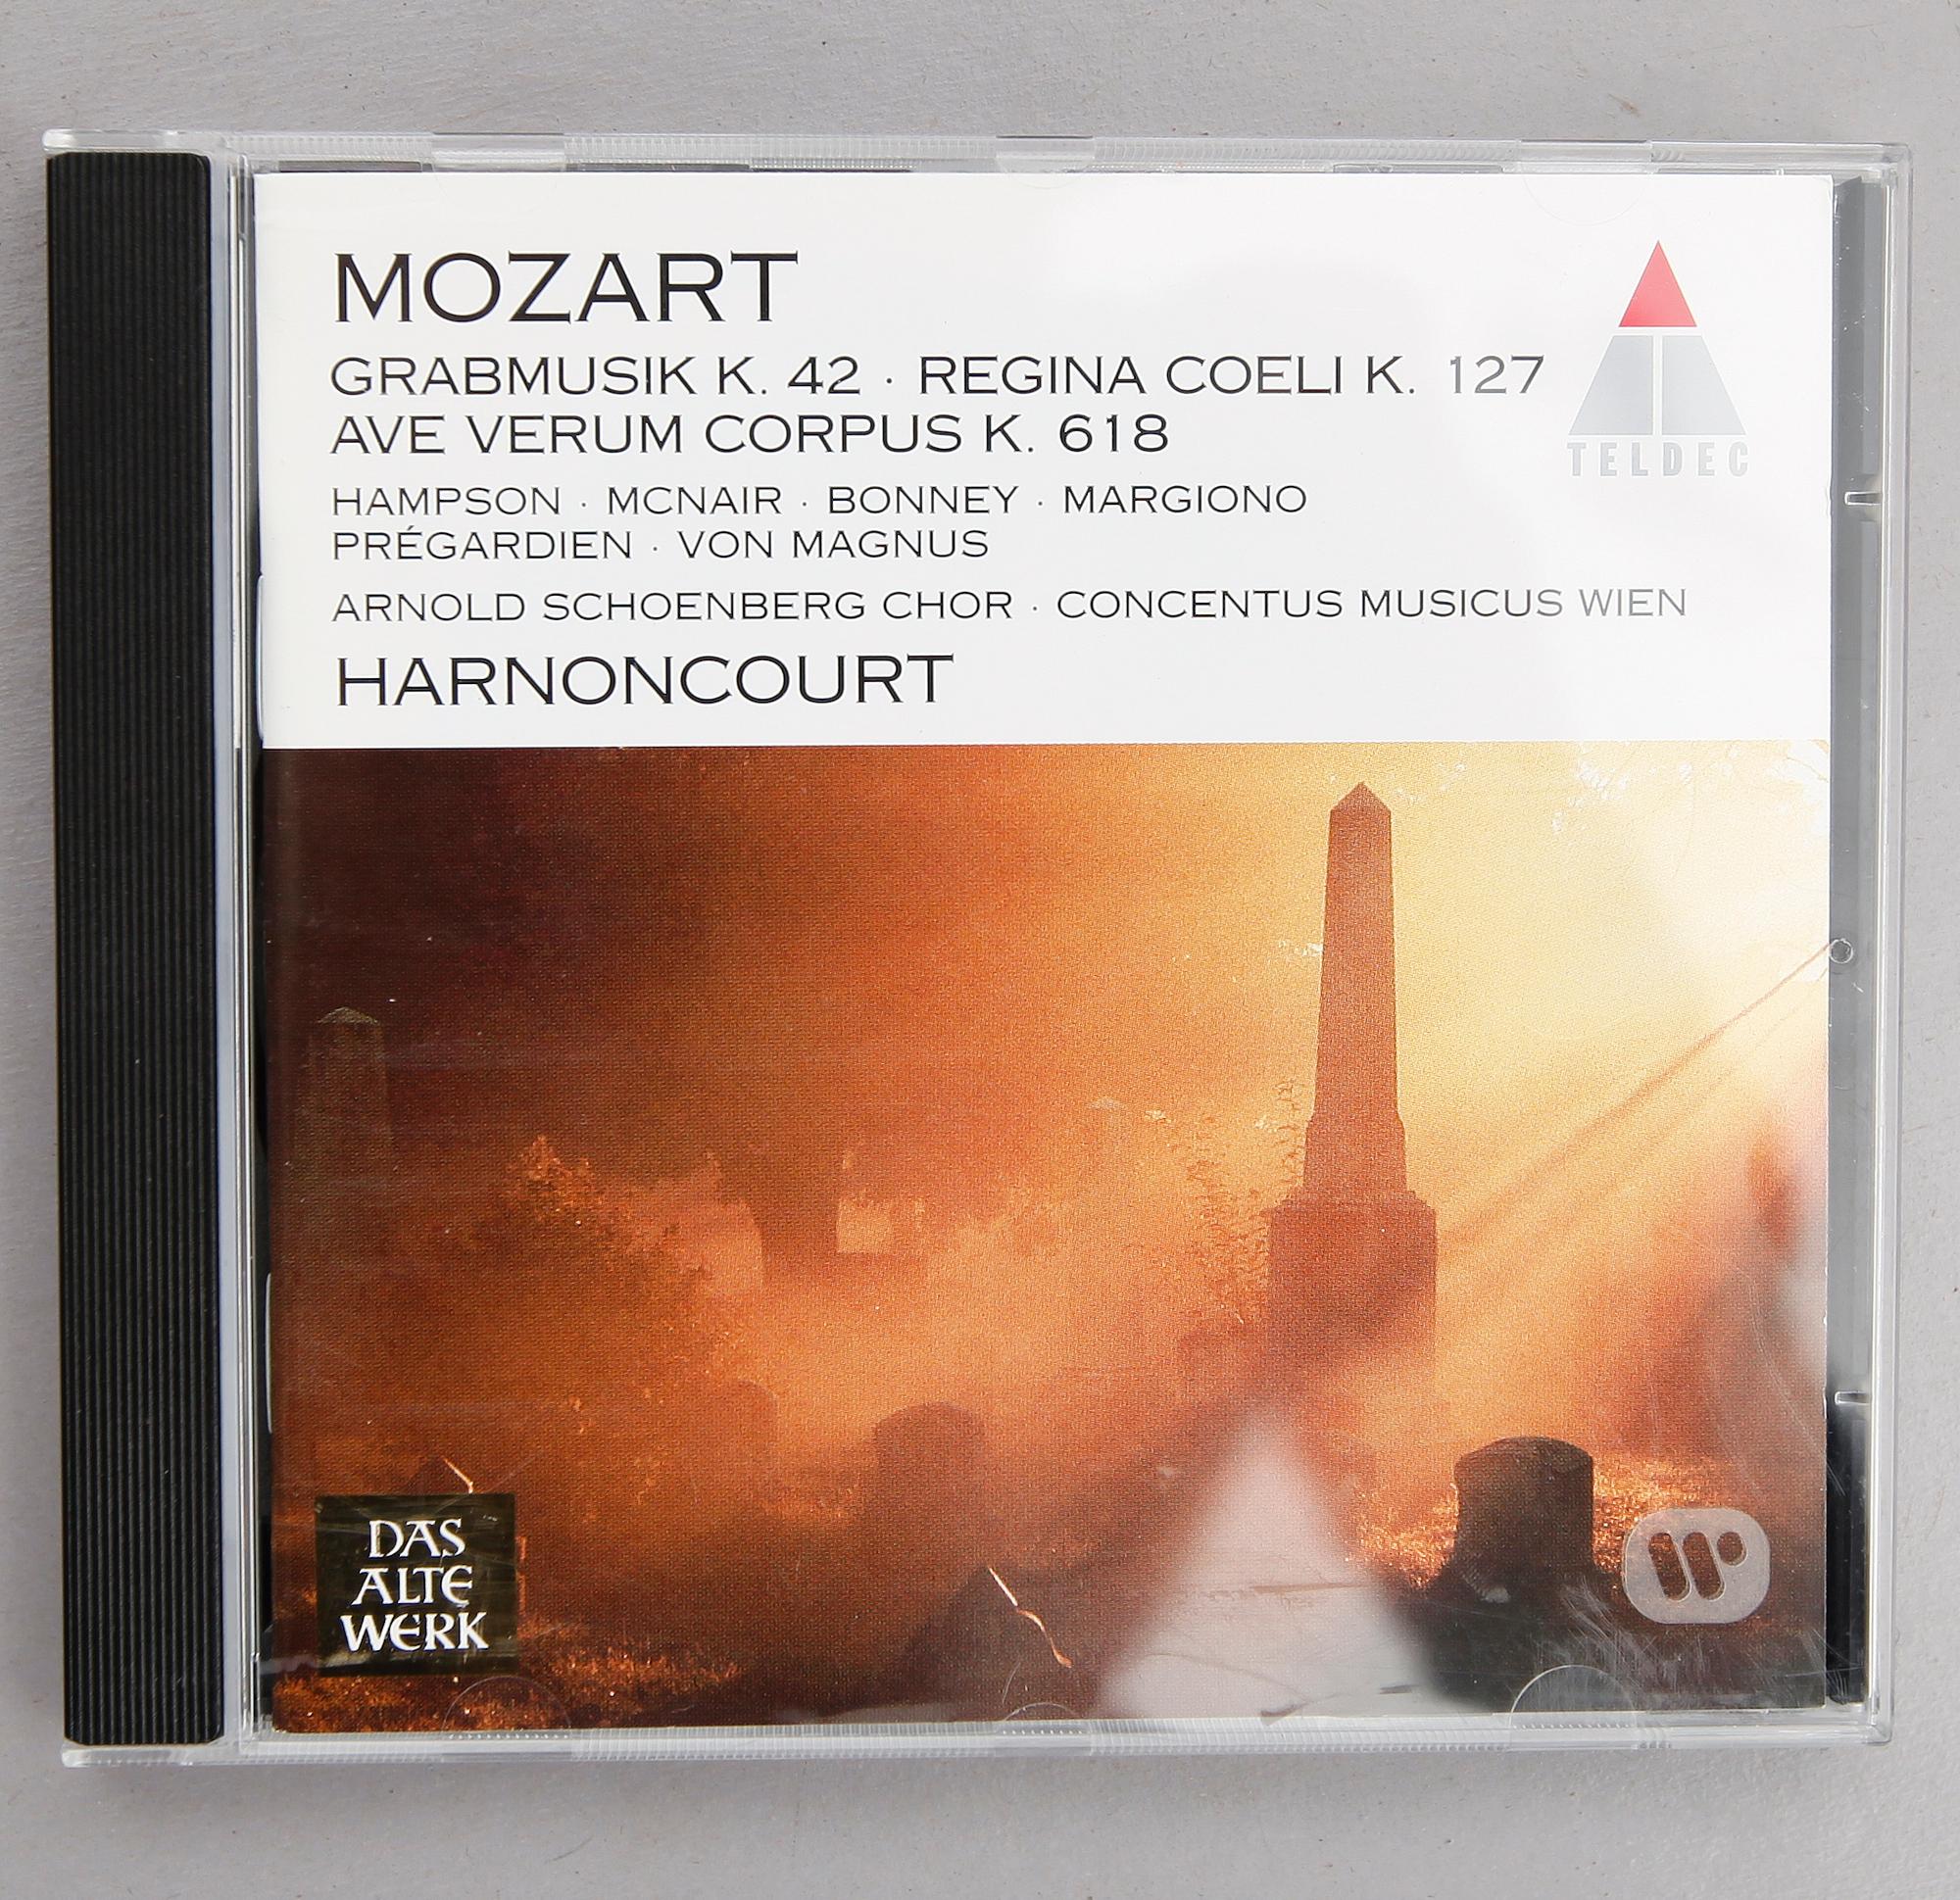 MOZART
GRABMUSIK K. 42 · REGINA COELI K. 127
AVE VERUM CORPUS K. 618
HAMPSON · MCNAIR · BONNEY · MARGIONO
PRÉGARDIEN · VON MAGNUS
ARNOLD SCHOENBERG CHOR · CONCENTUS MUSICUS WIEN
HARNONCOURT
TELDEC
DAS
ALTE
WERK